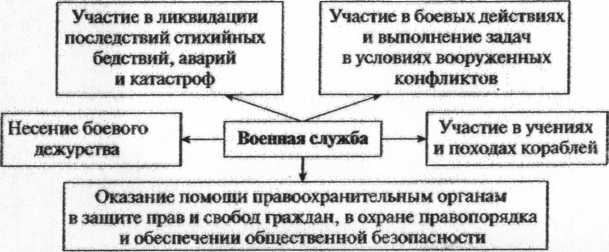 Участие в ликвидации
последствий стихийных
бедствий, аварий
и катастроф
Участие в боевых действиях
и выполнение задач
в условиях вооруженных
конфликтов
Несение боевого
дежурства
Военная служба
Участие в учениях
и походах кораблей
Оказание помощи правоохранительным органам
в защите прав и свобод граждан, в охране правопорядка
и обеспечении общественной безопасности